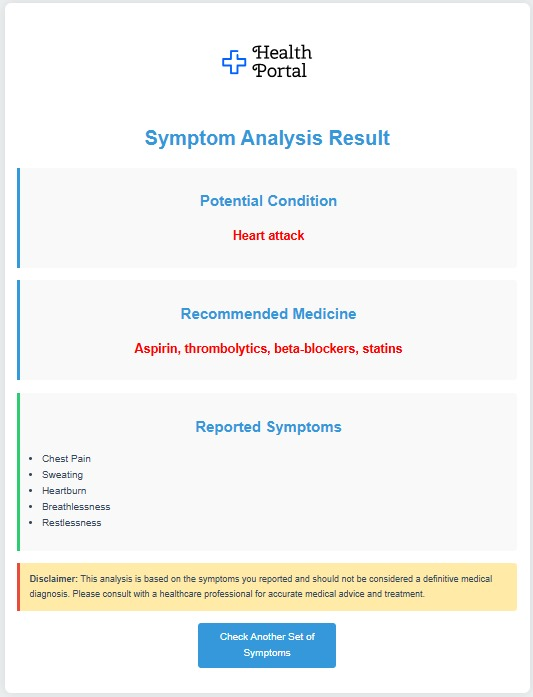 Health
Portal
Symptom Analysis Result
Potential Condition
Heart attack
Recommended Medicine
Aspirin, thrombolytics, beta-blockers, statins
Reported Symptoms
• Chest Pain
• Sweating
• Heartburn
• Breathlessness
• Restlessness
Disclaimer: This analysis is based on the symptoms you reported and should not be considered a definitive medical
diagnosis. Please consult with a healthcare professional for accurate medical advice and treatment.
Check Another Set of
Symptoms